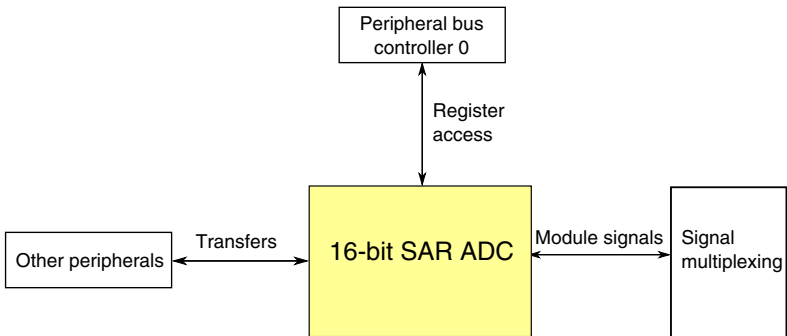 Peripheral bus
controller 0
Register
access
Other peripherals
Transfers
16-bit SAR ADC
Module signals
Signal
multiplexing